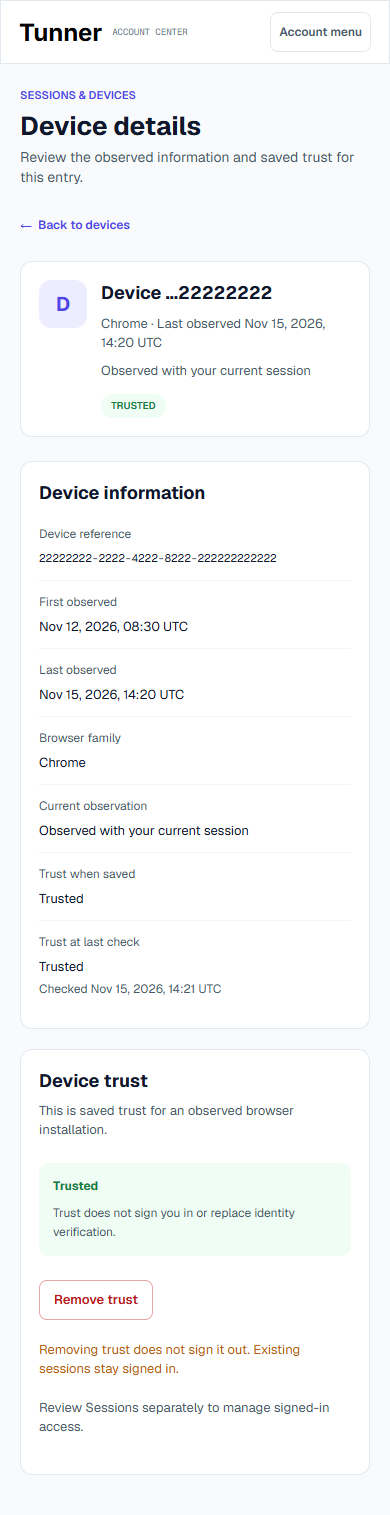 Tunner ACCOUNT CENTER
Account menu
SESSIONS & DEVICES
Device details
Review the observed information and saved trust for
this entry.
← Back to devices
D
Device …22222222
Chrome · Last observed Nov 15, 2026,
14:20 UTC
Observed with your current session
TRUSTED
Device information
Device reference
22222222-2222-4222-8222-222222222222
First observed
Nov 12, 2026, 08:30 UTC
Last observed
Nov 15, 2026, 14:20 UTC
Browser family
Chrome
Current observation
Observed with your current session
Trust when saved
Trusted
Trust at last check
Trusted
Checked Nov 15, 2026, 14:21 UTC
Device trust
This is saved trust for an observed browser
installation.
Trusted
Trust does not sign you in or replace identity
verification.
Remove trust
Removing trust does not sign it out. Existing
sessions stay signed in.
Review Sessions separately to manage signed-in
access.